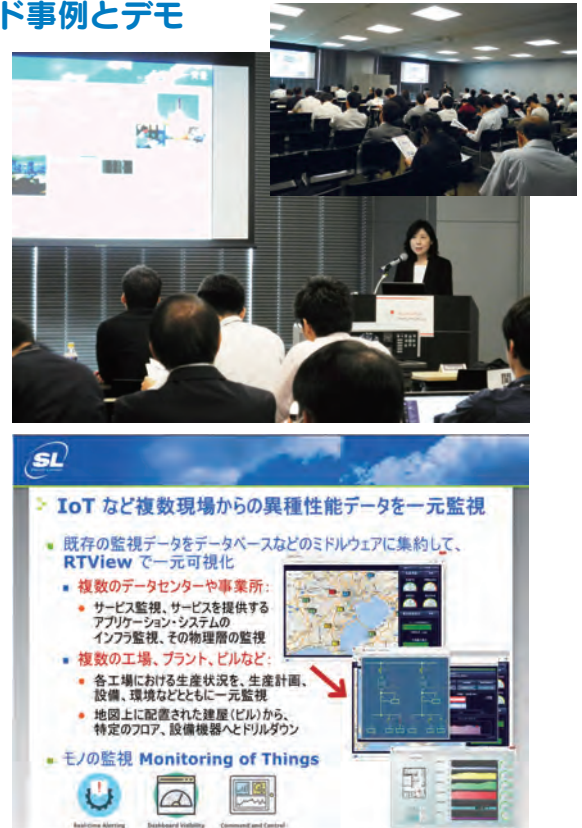 ド事例とデモ
SL
IoT など複数現場からの異種性能データを一元監視
既存の監視データをデータベースなどのミドルウェアに集約して、
RTView で一元可視化
複数のデータセンターや事業所:
サービス監視、サービスを提供する
アプリケーション・システムの
インフラ監視、その物理層の監視
複数の工場、プラント、ビルなど:
各工場における生産状況を、生産計画、
設備、環境などとともに一元監視
地図上に配置された建屋(ビル)から、
特定のフロア、設備機器へとドリルダウン
モノの監視 Monitoring of Things
Real-time Alerting
Dashboard Visibility
Command and Control